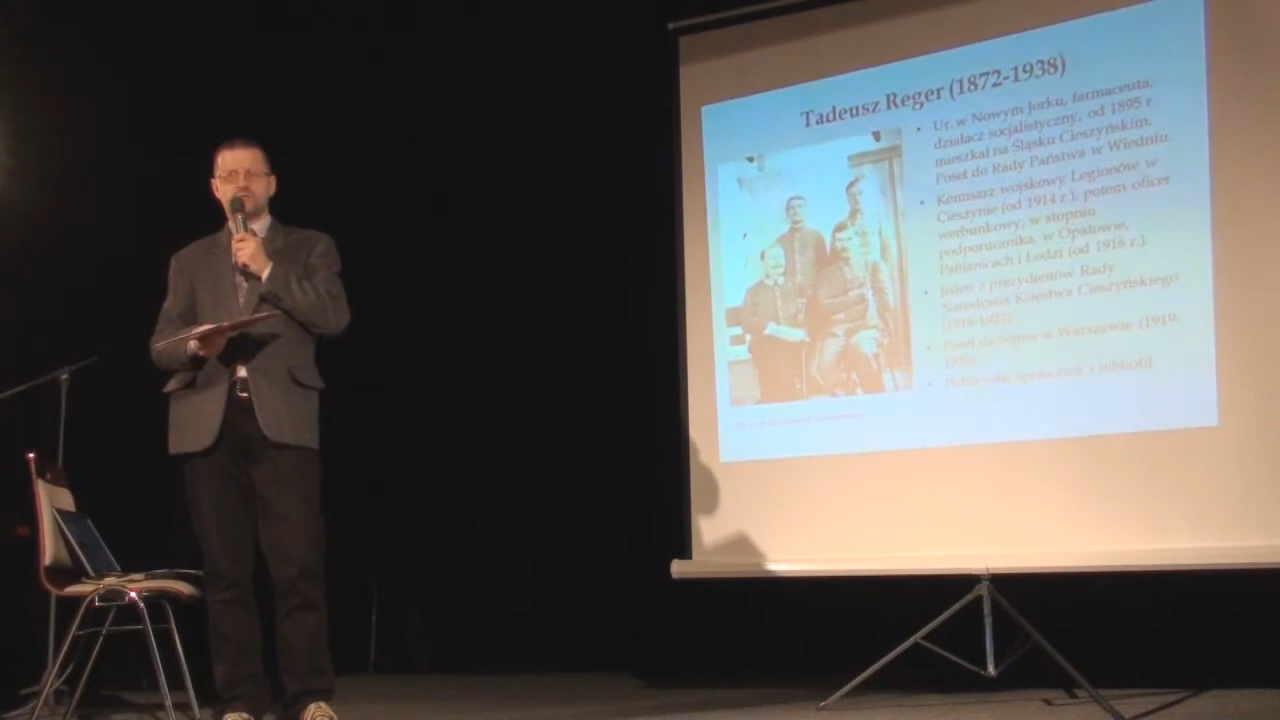 Tadeusz Reger (1872-1938)
• Ur. w Nowym Jorku, farmaceuta,
działacz socjalistyczny, od 1895 r
mieszkał na Śląsku Cieszyńskim.
Poseł do Rady Państwa w Wiedniu.
• Komisarz wojskowy Legionów w
Cieszynie (od 1914 r.), potem oficer
werbunkowy, w stopniu
podporucznika, w Opatowie,
Pabianicach i Łodzi (od 1916 r.).
• Jeden z prezydentów Rady
Narodowej Księstwa Cieszyńskiego
• Poseł do Sejmu w Warszawie (1919-
• i bibliofil